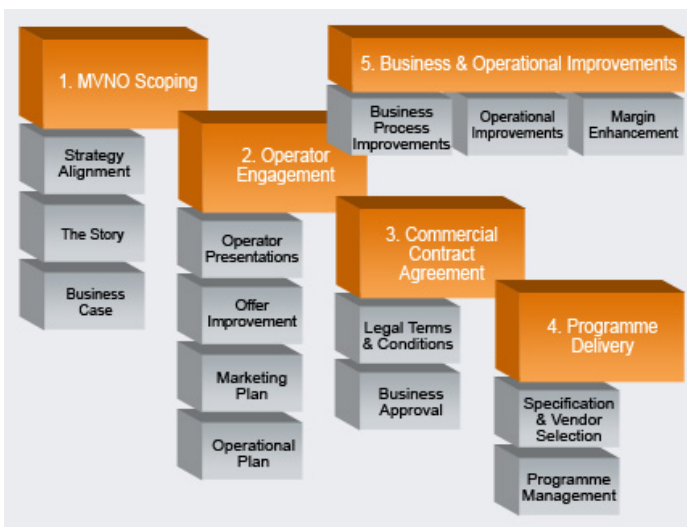 1. MVNO Scoping
Strategy
Alignment
The Story
Business
Case
2. Operator
Engagement
Operator
Presentations
Offer
Improvement
Marketing
Plan
Operational
Plan
3. Commercial
Contract
Agreement
Legal Terms
& Conditions
Business
Approval
4. Programme
Delivery
Specification
& Vendor
Selection
Programme
Management
5. Business & Operational Improvements
Business
Process
Improvements
Operational
Improvements
Margin
Enhancement